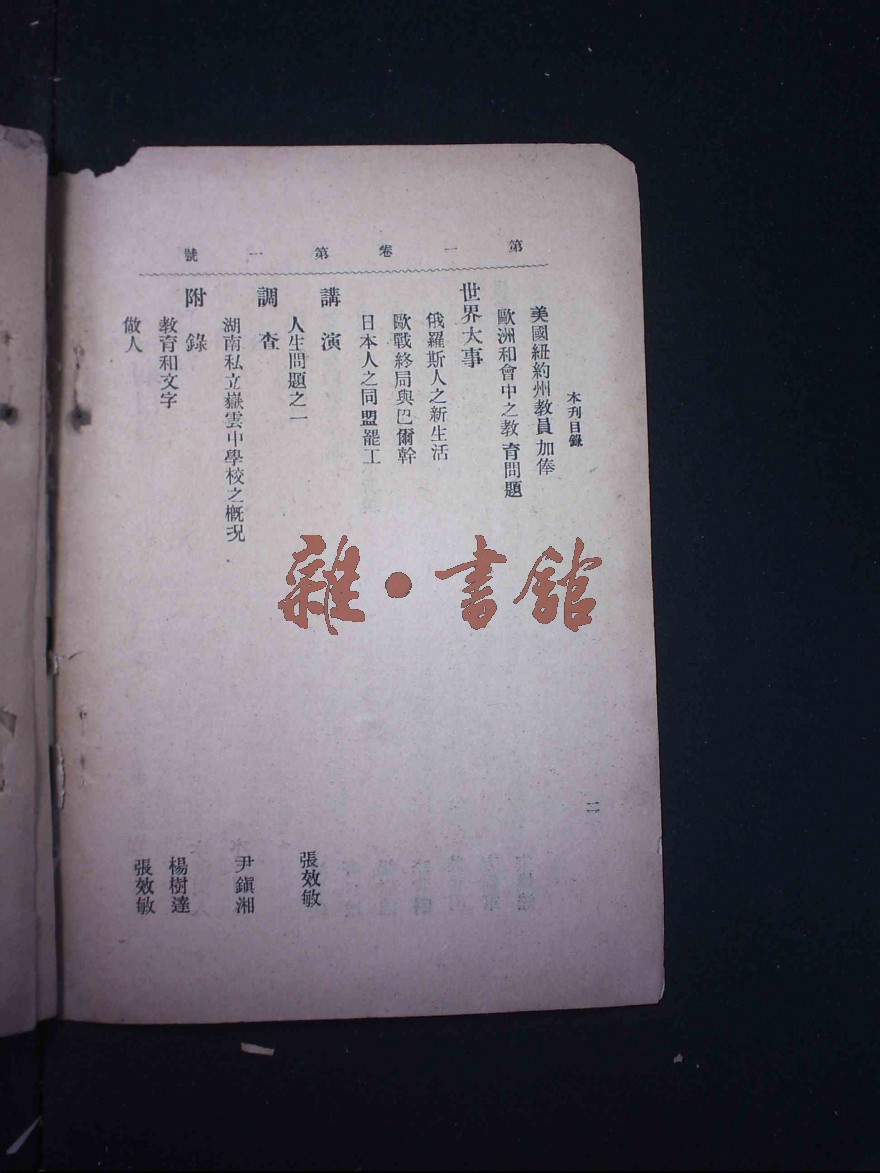 第一卷第一號
本刊目錄
二
美國紐約州教員加俸
歐洲和會中之教育問題
世界大事
俄羅斯人之新生活
歐戰終局與巴爾幹
日本人之同盟罷工
講演
人生問題之一 張效敏
調查
湖南私立嶽雲中學校之概況 尹鎮湘
附錄
教育和文字 楊樹達
做人 張效敏
雜·書館